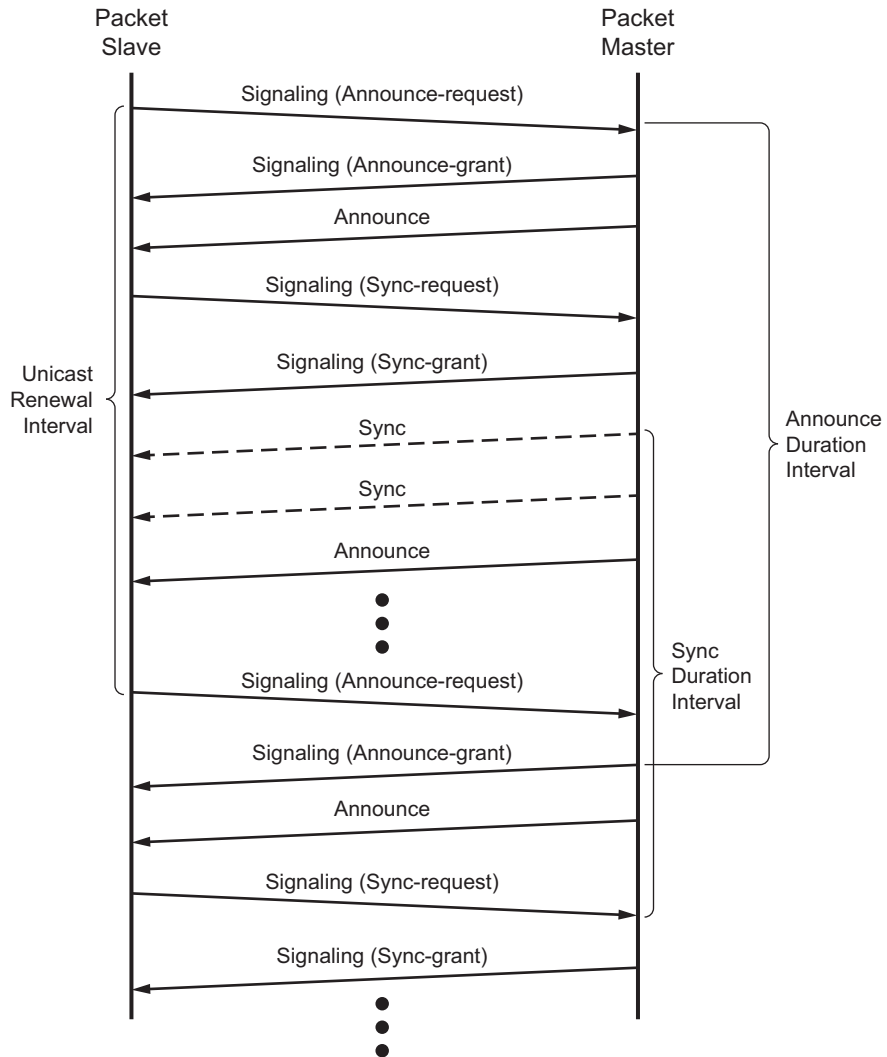 Packet
Slave
Packet
Master
Signaling (Announce-request)
Signaling (Announce-grant)
Announce
Signaling (Sync-request)
Signaling (Sync-grant)
Unicast
Renewal
Interval
Sync
Announce
Duration
Interval
Sync
Announce
Sync
Duration
Interval
Signaling (Announce-request)
Signaling (Announce-grant)
Announce
Signaling (Sync-request)
Signaling (Sync-grant)